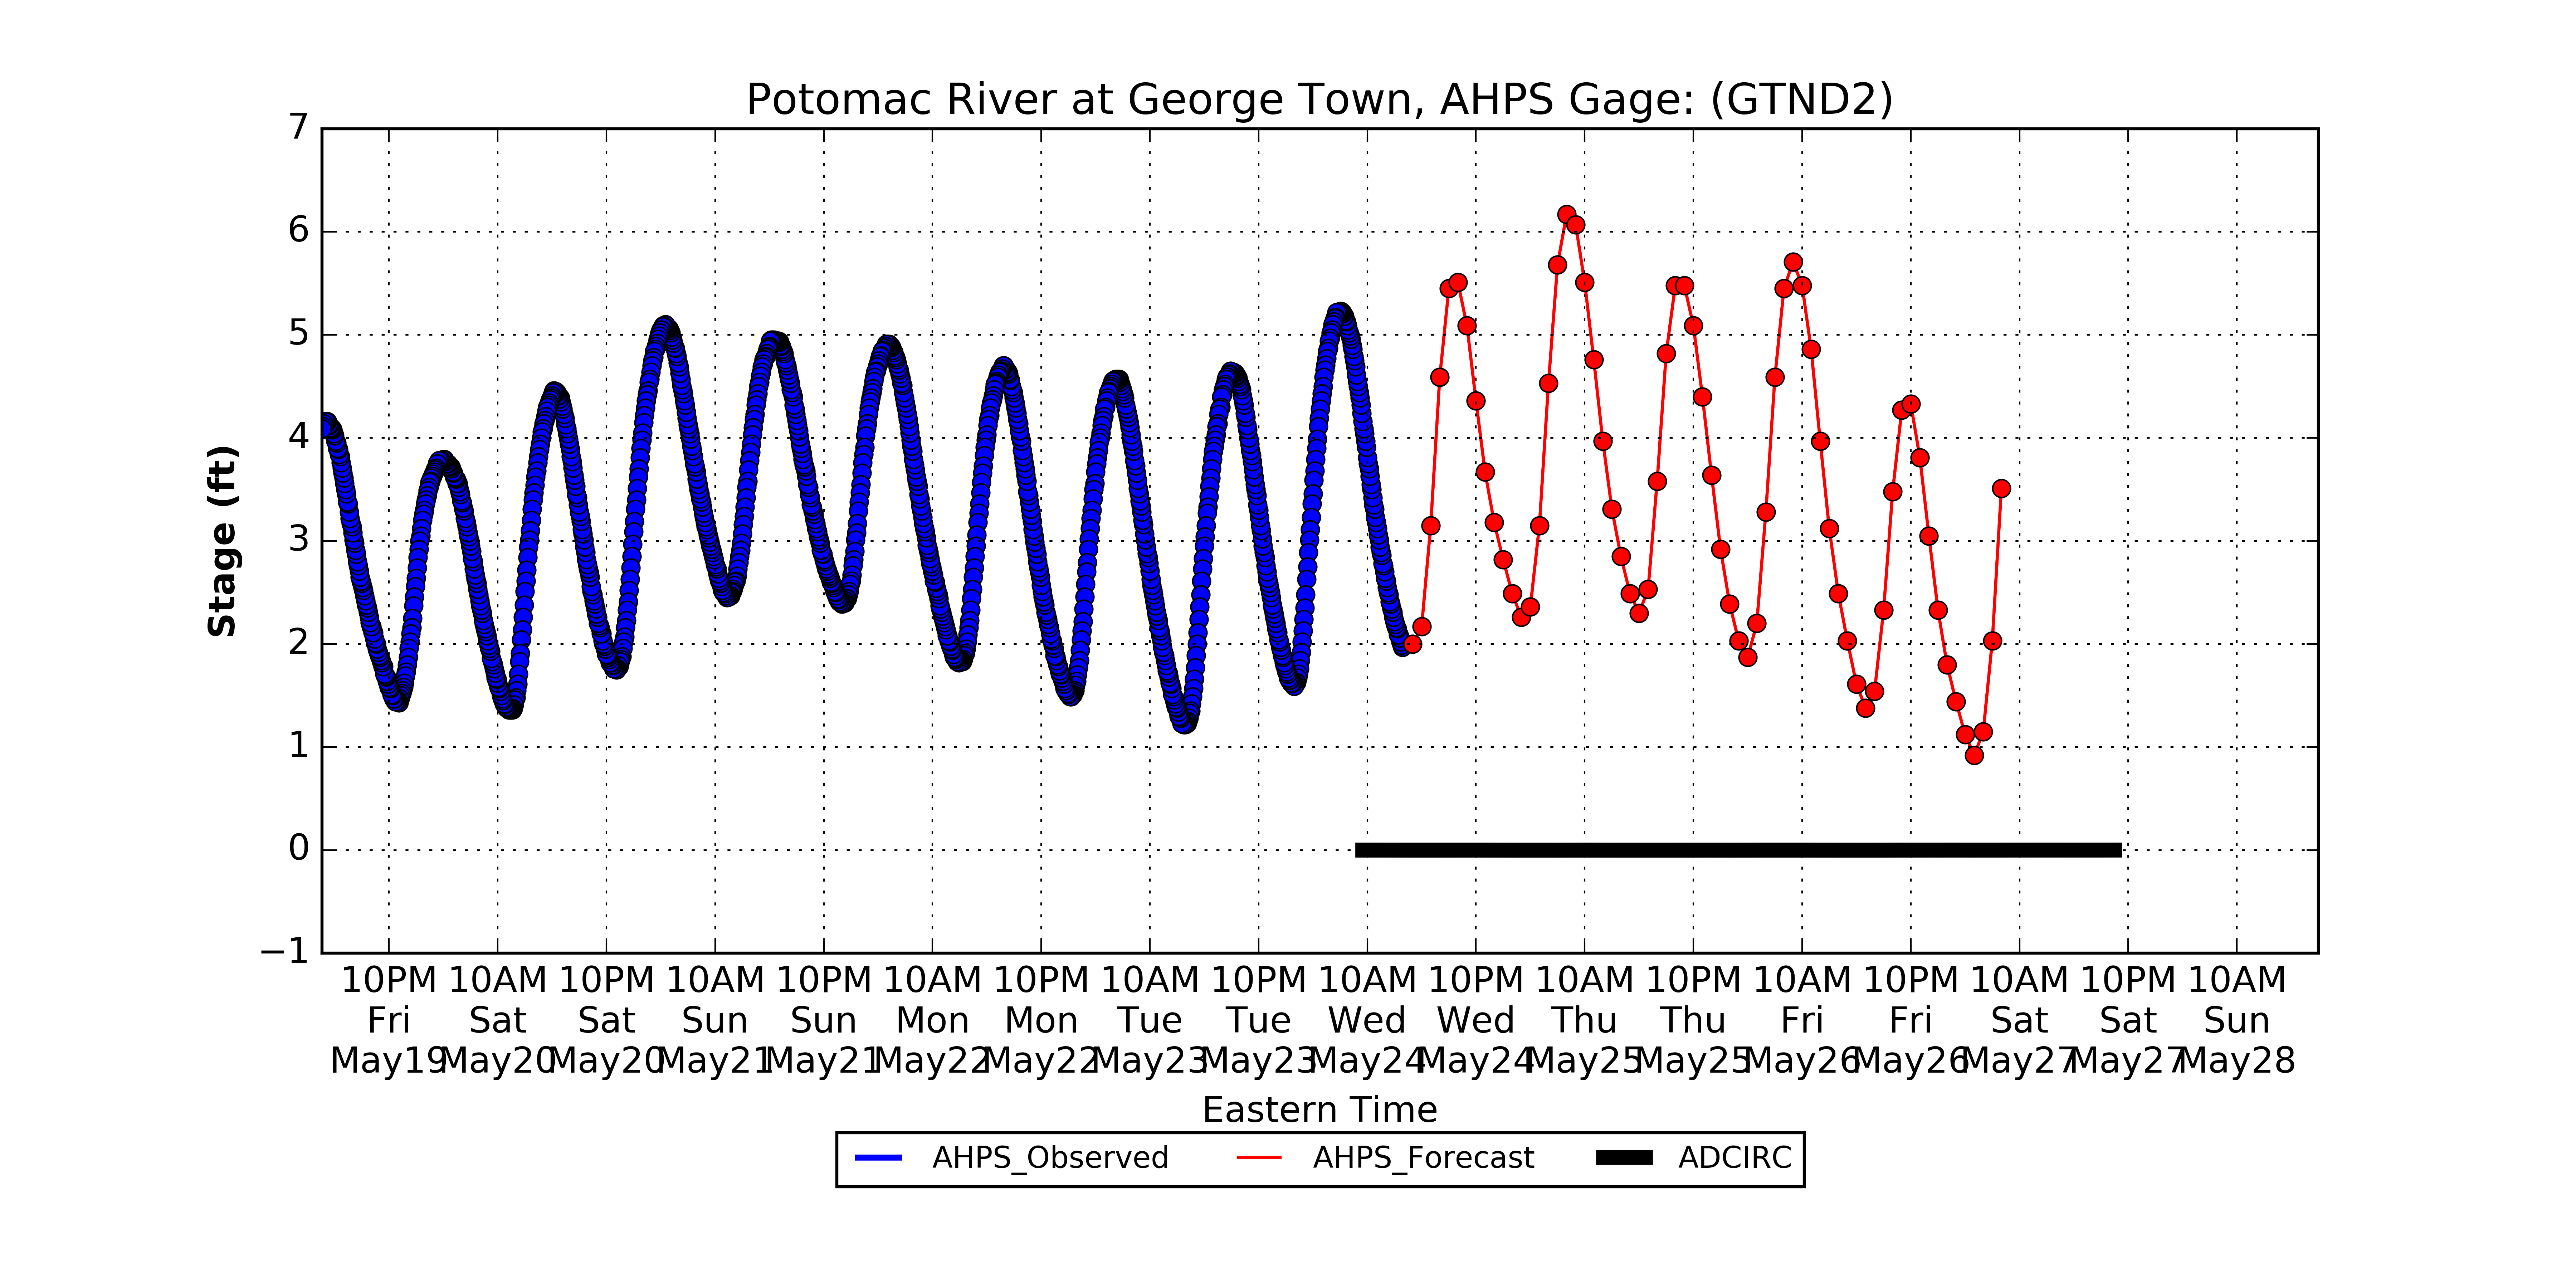 Potomac River at George Town, AHPS Gage: (GTND2)
7
6
5
4
3
2
1
0
−1
Stage (ft)
10PM 10AM 10PM 10AM 10PM 10AM 10PM 10AM 10PM 10AM 10PM 10AM 10PM 10AM 10PM 10AM 10PM 10AM
Fri Sat Sat Sun Sun Mon Mon Tue Tue Wed Wed Thu Thu Fri Fri Sat Sat Sun
May19 May20 May20 May21 May21 May22 May22 May23 May23 May24 May24 May25 May25 May26 May26 May27 May27 May28
Eastern Time
AHPS_Observed AHPS_Forecast ADCIRC